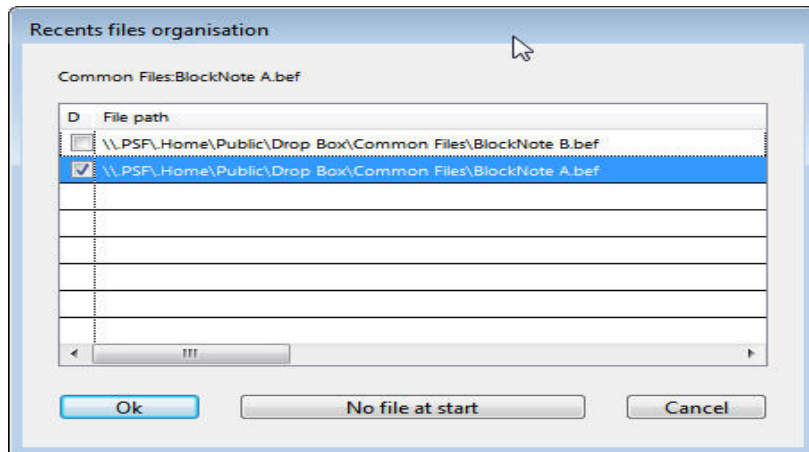 Recents files organisation
Common Files:BlockNote A.bef
D File path
\\.PSF\.Home\Public\Drop Box\Common Files\BlockNote B.bef
\\.PSF\.Home\Public\Drop Box\Common Files\BlockNote A.bef
Ok No file at start Cancel